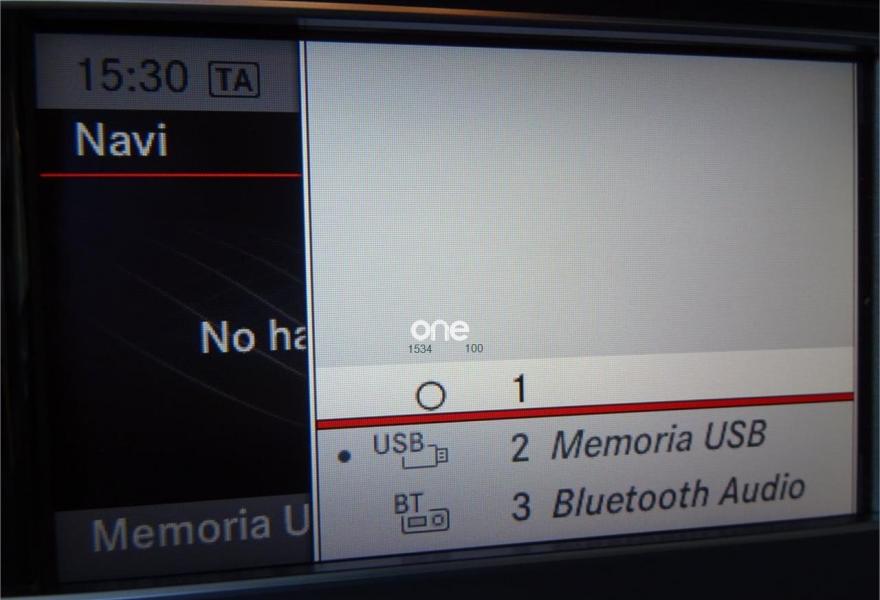 15:30 TA
Navi
No ha
one
1534 100
1
USB 2 Memoria USB
BT 3 Bluetooth Audio
Memoria U